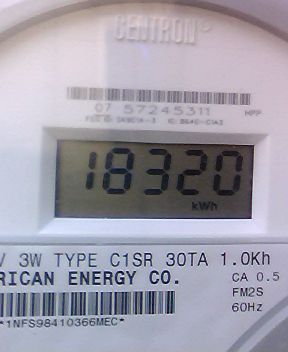 CENTRON®
07 57245311
18320
kWh
V 3W TYPE C1SR 30TA 1.0Kh
RICAN ENERGY CO.
CA 0.5
FM2S
60Hz
*1NFS98410366MEC*